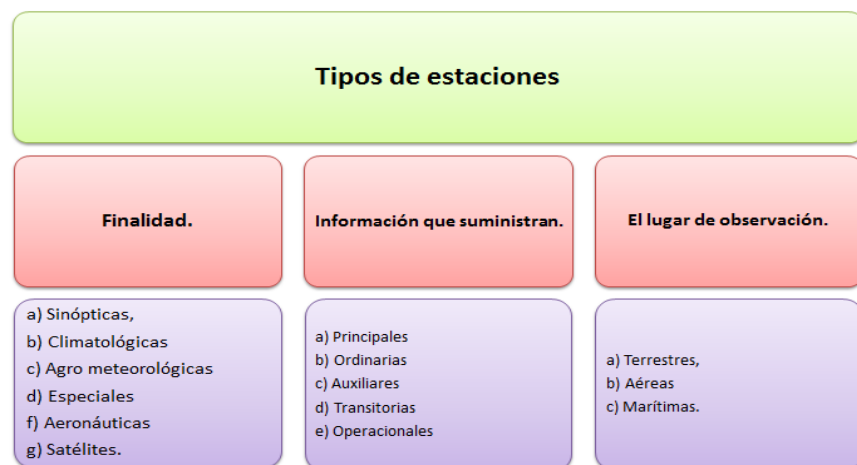 Tipos de estaciones
Finalidad.
Información que suministran.
El lugar de observación.
a) Sinópticas,
b) Climatológicas
c) Agro meteorológicas
d) Especiales
f) Aeronáuticas
g) Satélites.
a) Principales
b) Ordinarias
c) Auxiliares
d) Transitorias
e) Operacionales
a) Terrestres,
b) Aéreas
c) Marítimas.